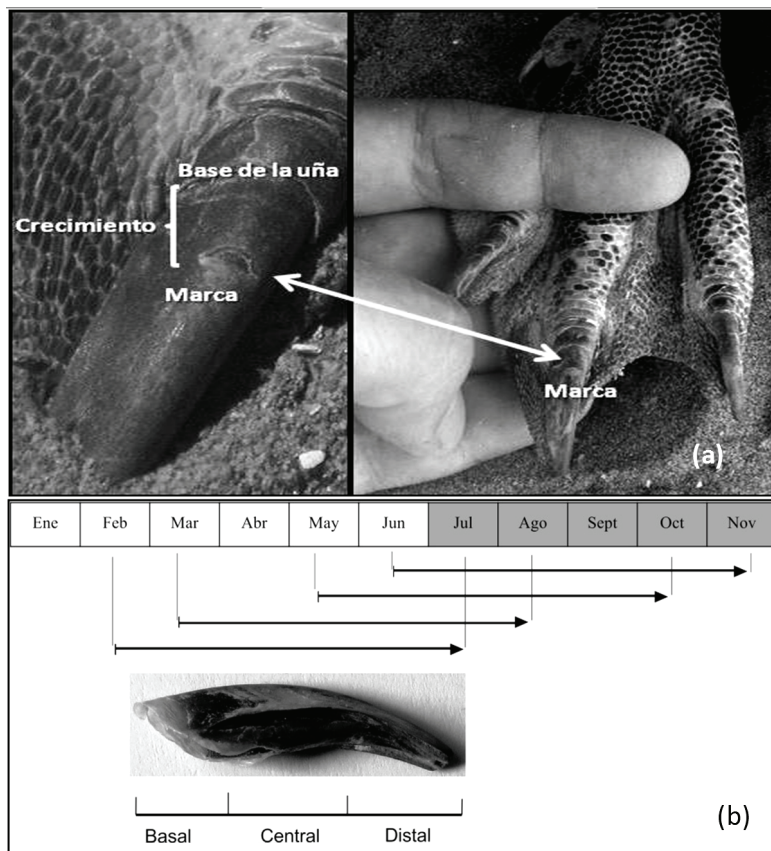 Base de la uña
Crecimiento
Marca
Marca
(a)
Ene Feb Mar Abr May Jun Jul Ago Sept Oct Nov
Basal Central Distal
(b)